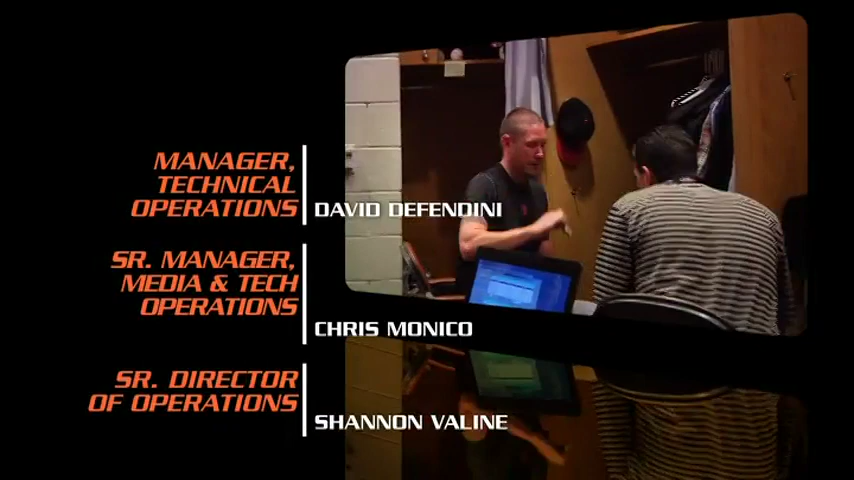 MANAGER,
TECHNICAL
OPERATIONS
DAVID DEFENDINI
SR. MANAGER,
MEDIA & TECH
OPERATIONS
CHRIS MONICO
SR. DIRECTOR
OF OPERATIONS
SHANNON VALINE